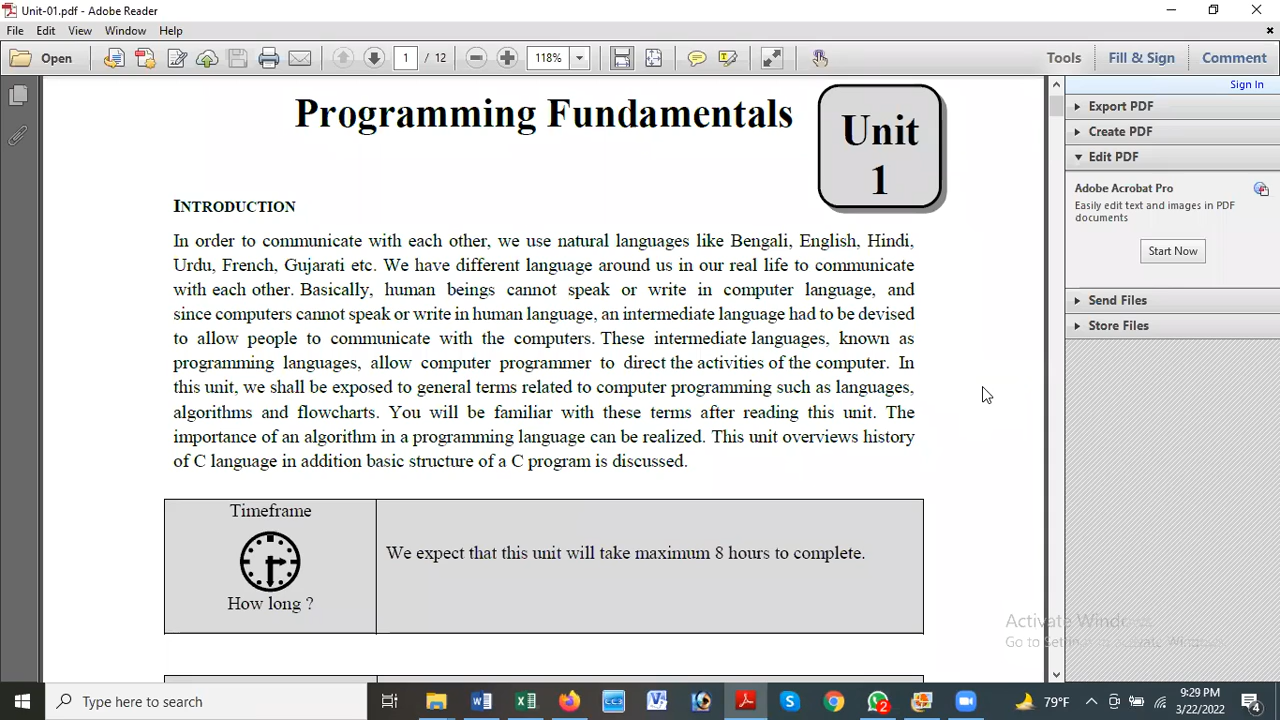 Unit-01.pdf - Adobe Reader
File Edit View Window Help
Open 1 / 12 118% Tools Fill & Sign Comment
Sign In
Programming Fundamentals
Unit
1
INTRODUCTION
In order to communicate with each other, we use natural languages like Bengali, English, Hindi,
Urdu, French, Gujarati etc. We have different language around us in our real life to communicate
with each other. Basically, human beings cannot speak or write in computer language, and
since computers cannot speak or write in human language, an intermediate language had to be devised
to allow people to communicate with the computers. These intermediate languages, known as
programming languages, allow computer programmer to direct the activities of the computer. In
this unit, we shall be exposed to general terms related to computer programming such as languages,
algorithms and flowcharts. You will be familiar with these terms after reading this unit. The
importance of an algorithm in a programming language can be realized. This unit overviews history
of C language in addition basic structure of a C program is discussed.
Timeframe
How long ?
We expect that this unit will take maximum 8 hours to complete.
Export PDF
Create PDF
Edit PDF
Adobe Acrobat Pro
Easily edit text and images in PDF
documents
Start Now
Send Files
Store Files
Activate Windows
Go to Settings to activate Windows.
Type here to search
2
79°F
9:29 PM
3/22/2022
4